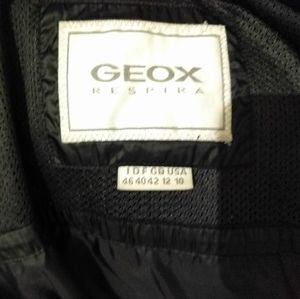 GEOX
RESPIRA
I D F GB USA
46 40 42 12 10